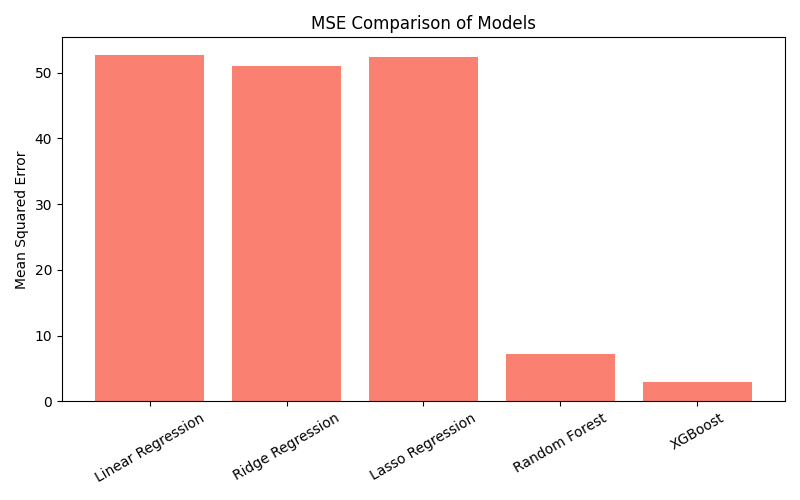 MSE Comparison of Models
Mean Squared Error
50
40
30
20
10
0
Linear Regression
Ridge Regression
Lasso Regression
Random Forest
XGBoost